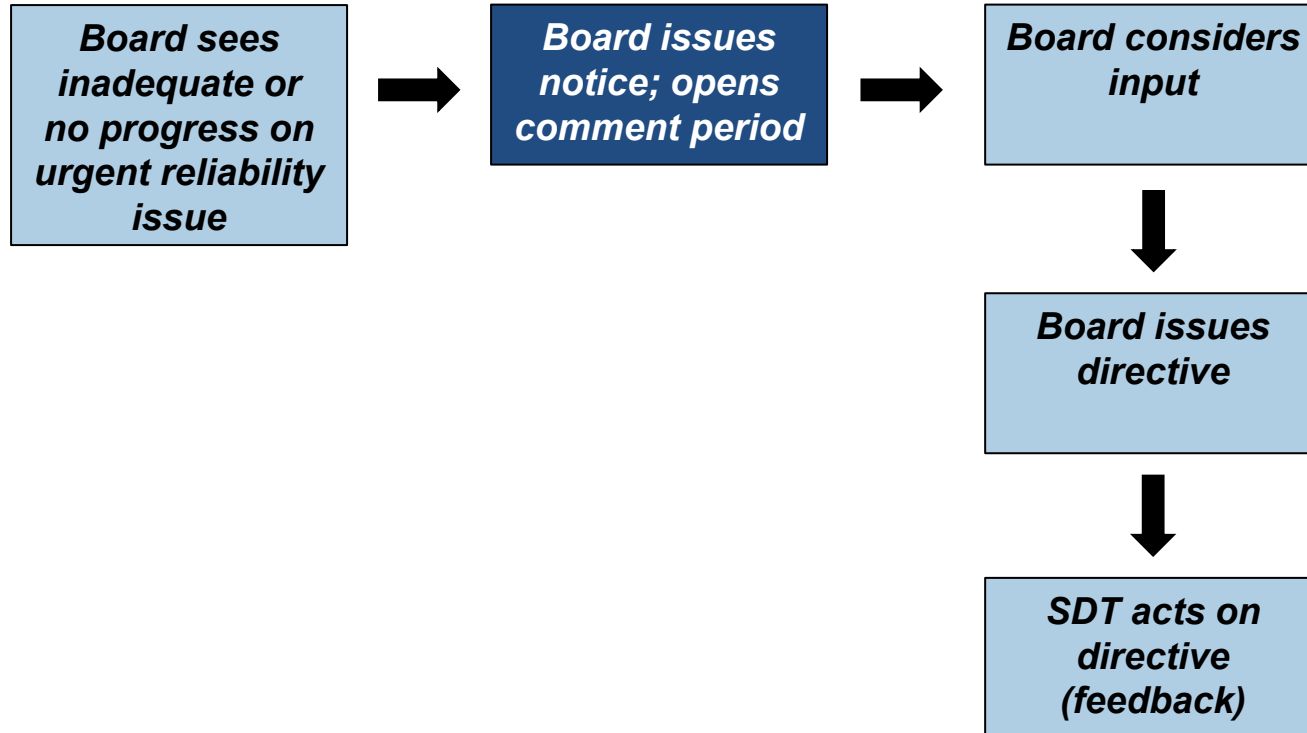 Board sees
inadequate or
no progress on
urgent reliability
issue
Board issues
notice; opens
comment period
Board considers
input
Board issues
directive
SDT acts on
directive
(feedback)